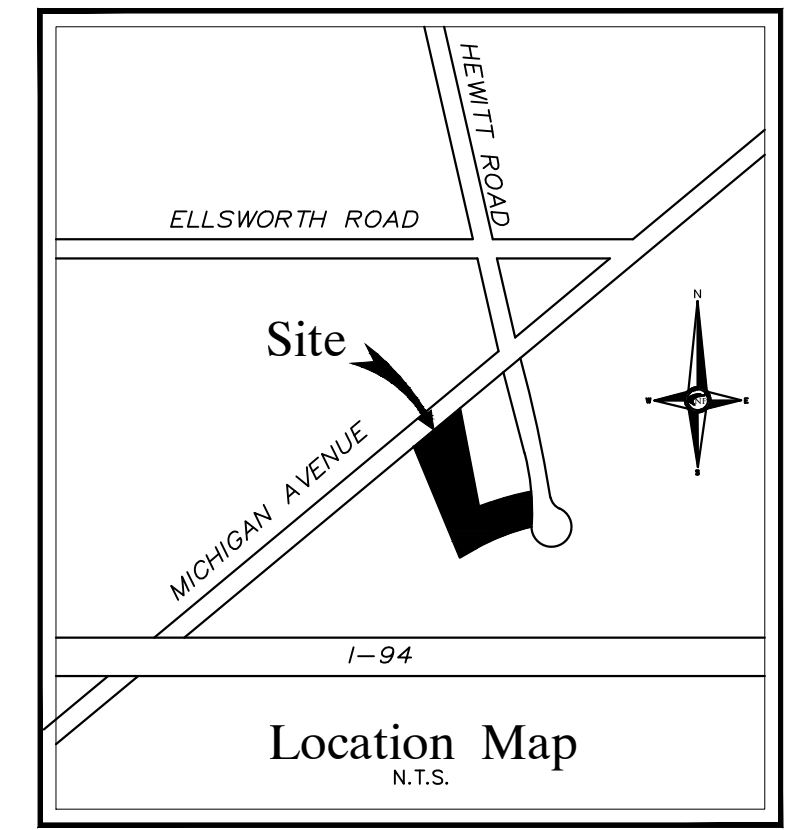 HEWITT ROAD
ELLSWORTH ROAD
N
Site
W
E
S
MICHIGAN AVENUE
I-94
Location Map
N.T.S.